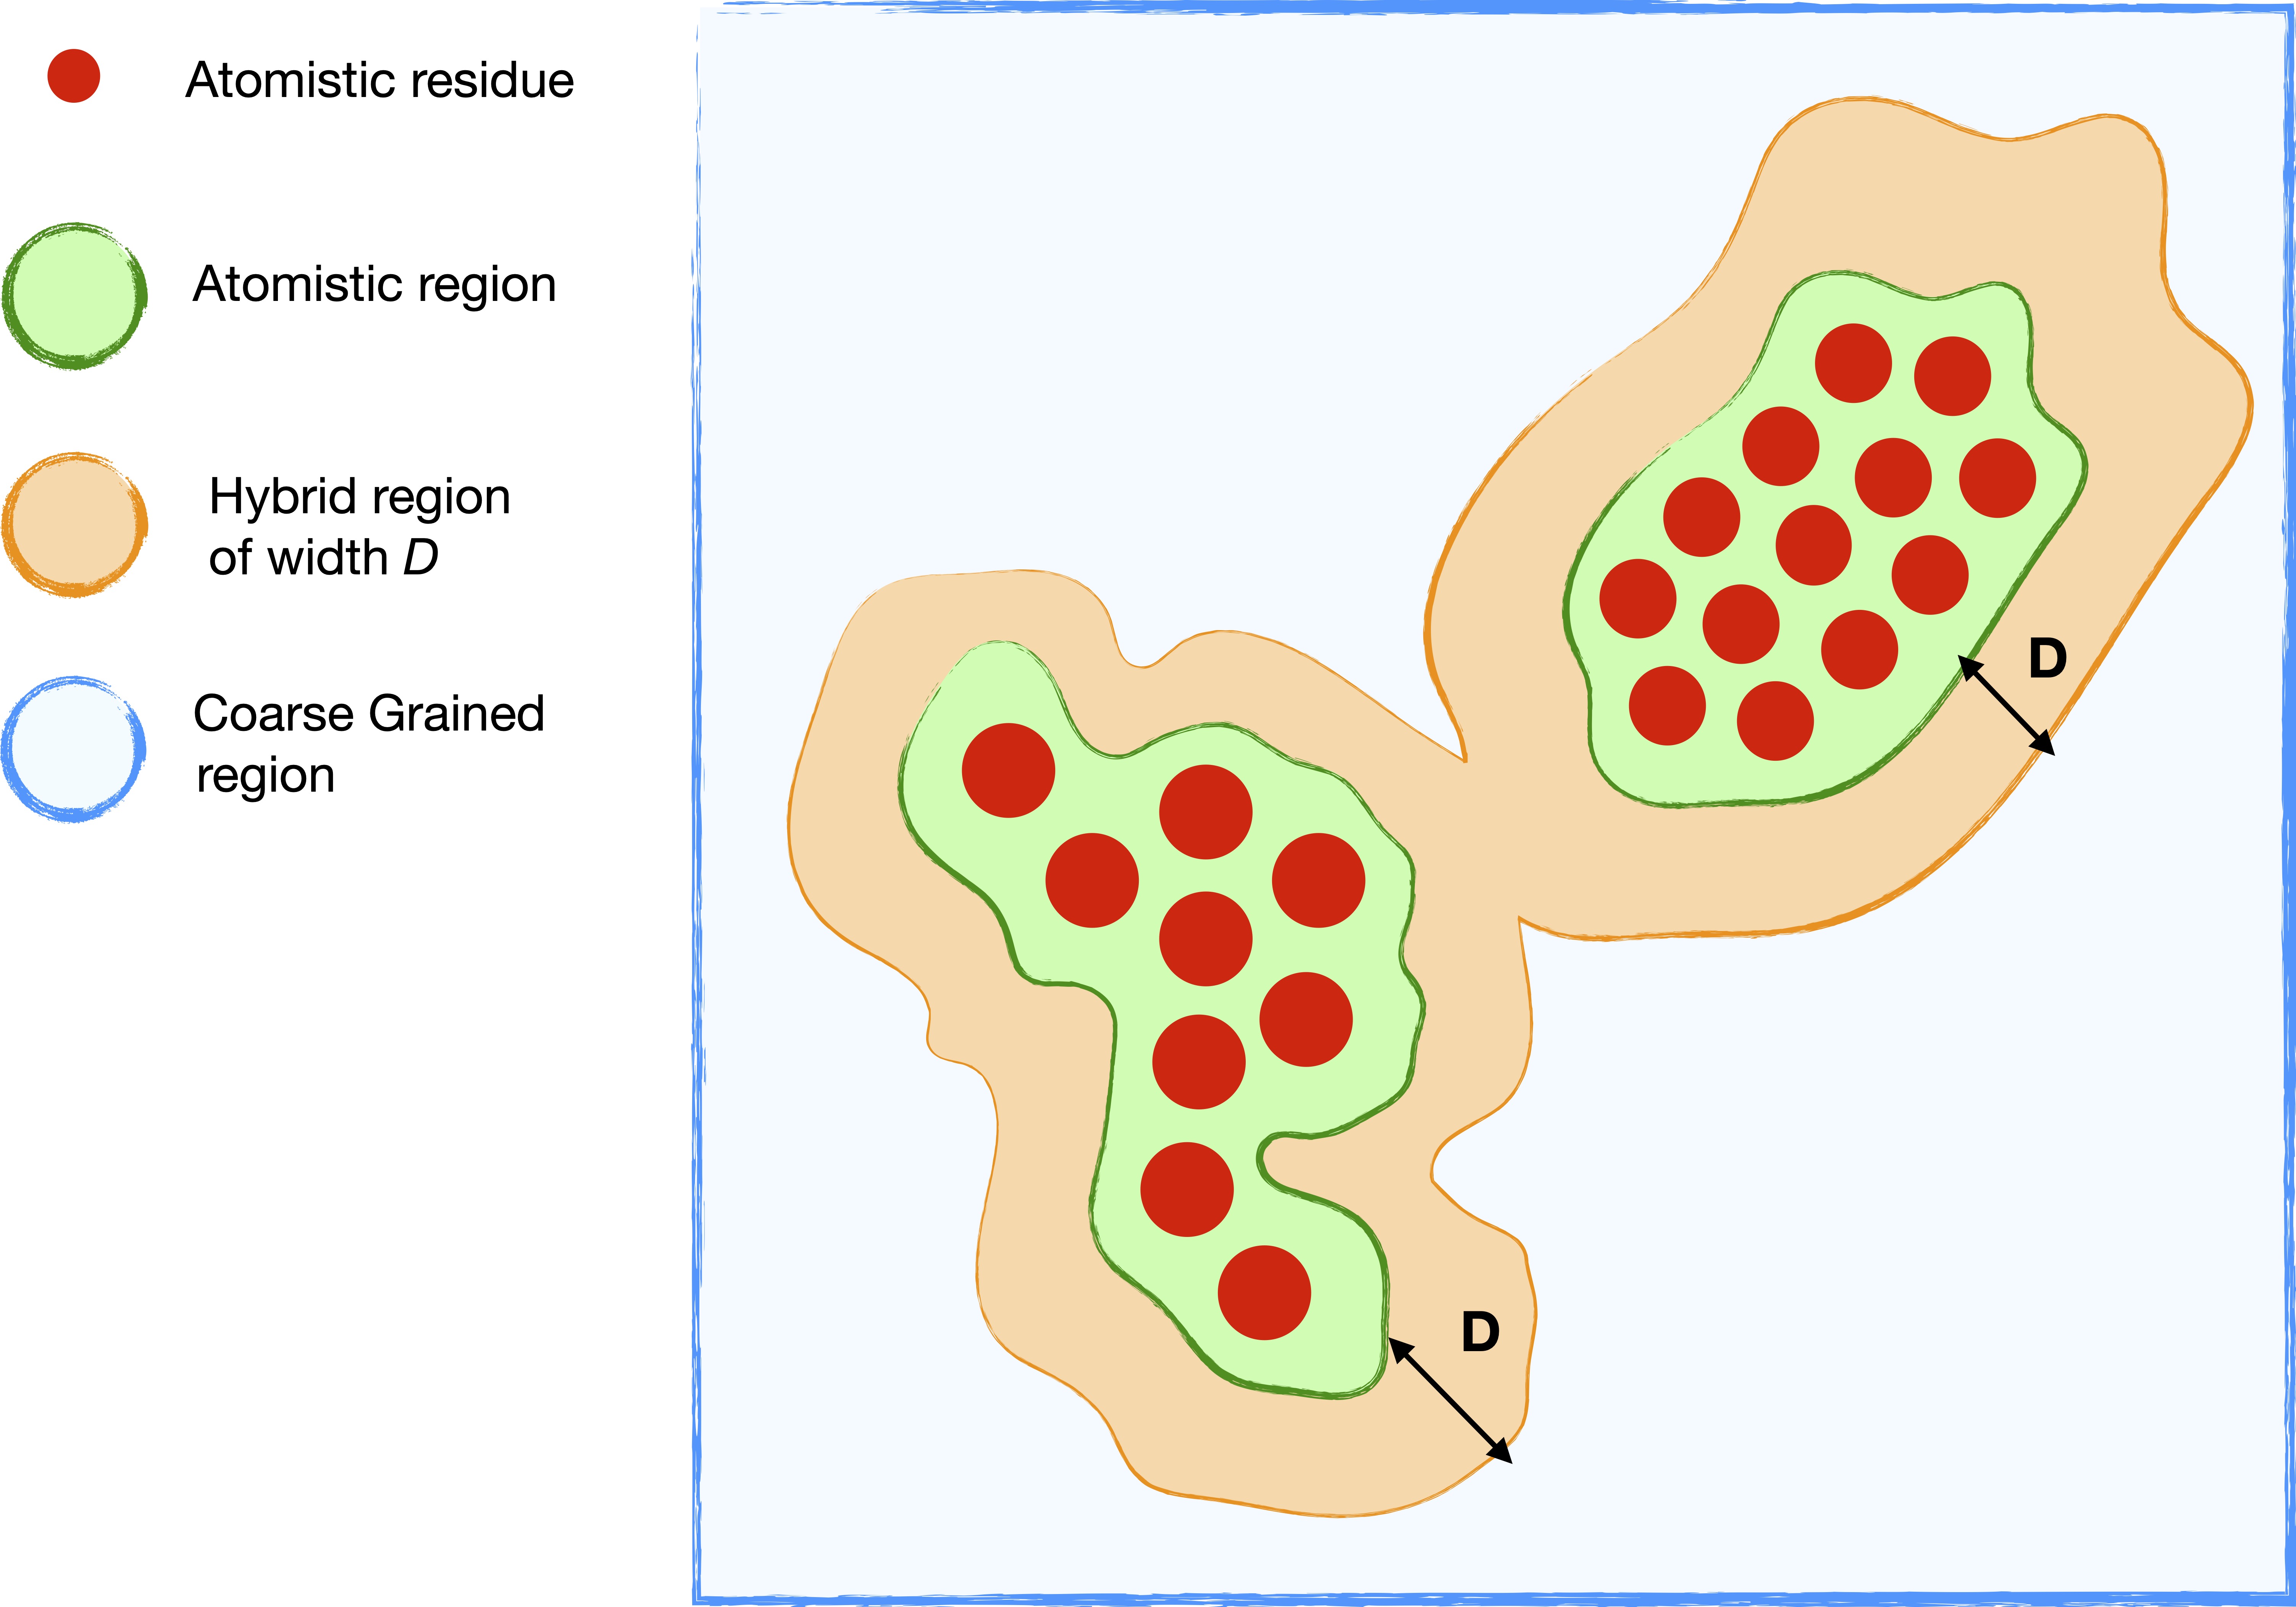 Atomistic residue
Atomistic region
Hybrid region
of width D
Coarse Grained
region
D
D